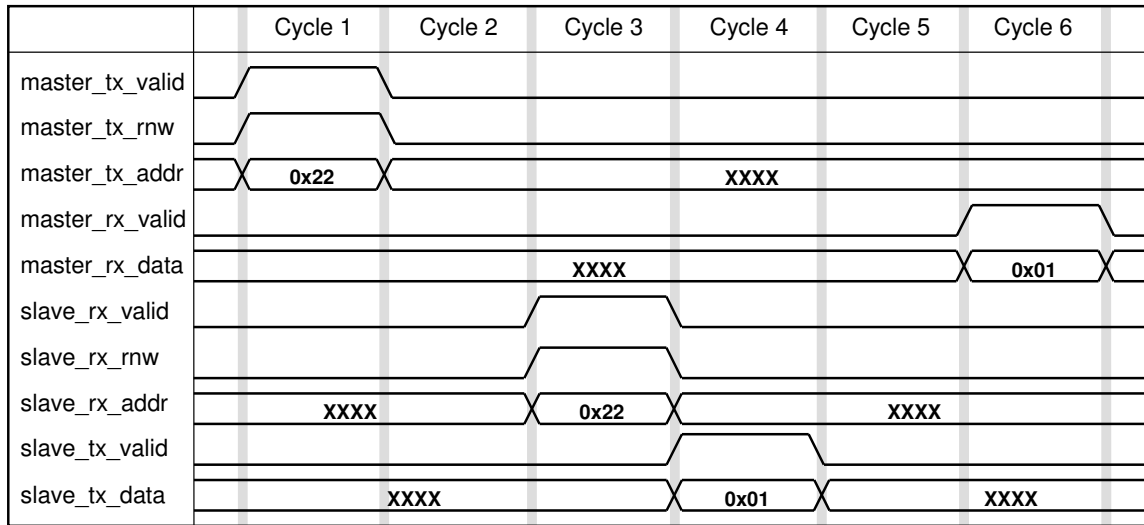 Cycle 1 Cycle 2 Cycle 3 Cycle 4 Cycle 5 Cycle 6
master_tx_valid
master_tx_rnw
master_tx_addr 0x22 XXXX
master_rx_valid
master_rx_data XXXX 0x01
slave_rx_valid
slave_rx_rnw
slave_rx_addr XXXX 0x22 XXXX
slave_tx_valid
slave_tx_data XXXX 0x01 XXXX